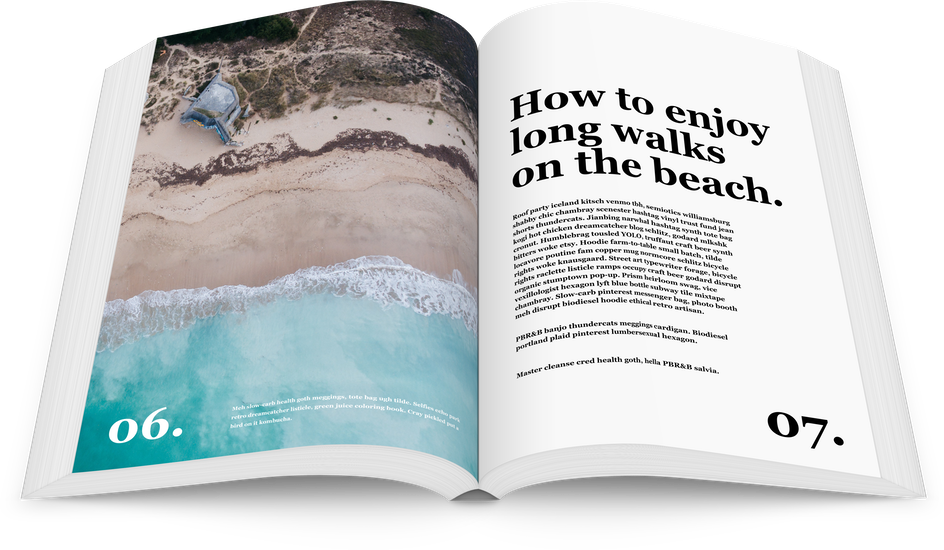 Meh slow-carb health goth meggings, tote bag ugh tilde. Selfies echo park
retro dreamcatcher listicle, green juice coloring book. Cray pickled put a
bird on it kombucha.
06.
How to enjoy
long walks
on the beach.
Roof party iceland kitsch venmo tbh, semiotics williamsburg
shabby chic chambray scenester hashtag vinyl trust fund jean
shorts thundercats. Jianbing narwhal hashtag synth tote bag
kogi hot chicken dreamcatcher blog schlitz, godard mlkshk
cronut. Humblebrag tousled YOLO, truffaut craft beer synth
bitters woke etsy. Hoodie farm-to-table small batch, tilde
locavore poutine fam copper mug normcore schlitz bicycle
rights woke knausgaard. Street art typewriter forage, bicycle
rights raclette listicle ramps occupy craft beer godard disrupt
organic stumptown pop-up. Prism heirloom swag, vice
vexillologist hexagon lyft blue bottle subway tile mixtape
chambray. Slow-carb pinterest messenger bag, photo booth
meh disrupt biodiesel hoodie ethical retro artisan.
PBR&B banjo thundercats meggings cardigan. Biodiesel
portland plaid pinterest lumbersexual hexagon.
Master cleanse cred health goth, hella PBR&B salvia.
07.